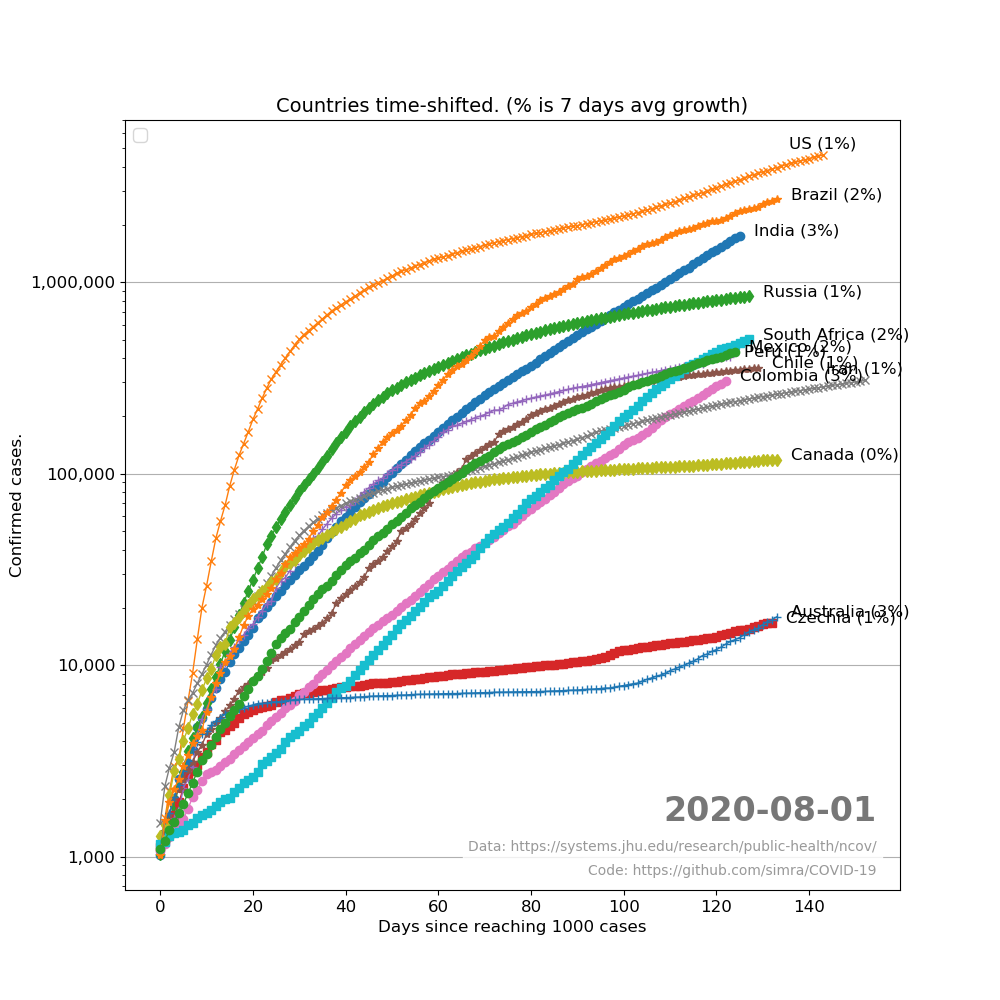 Countries time-shifted. (% is 7 days avg growth)
US (1%)
Brazil (2%)
India (3%)
1,000,000
Russia (1%)
South Africa (2%)
Mexico (2%)
Peru (1%)
Chile (1%)
Iran (1%)
Colombia (3%)
100,000
Canada (0%)
Confirmed cases.
Australia (3%)
Czechia (1%)
10,000
2020-08-01
Data: https://systems.jhu.edu/research/public-health/ncov/
1,000
Code: https://github.com/simra/COVID-19
0 20 40 60 80 100 120 140
Days since reaching 1000 cases